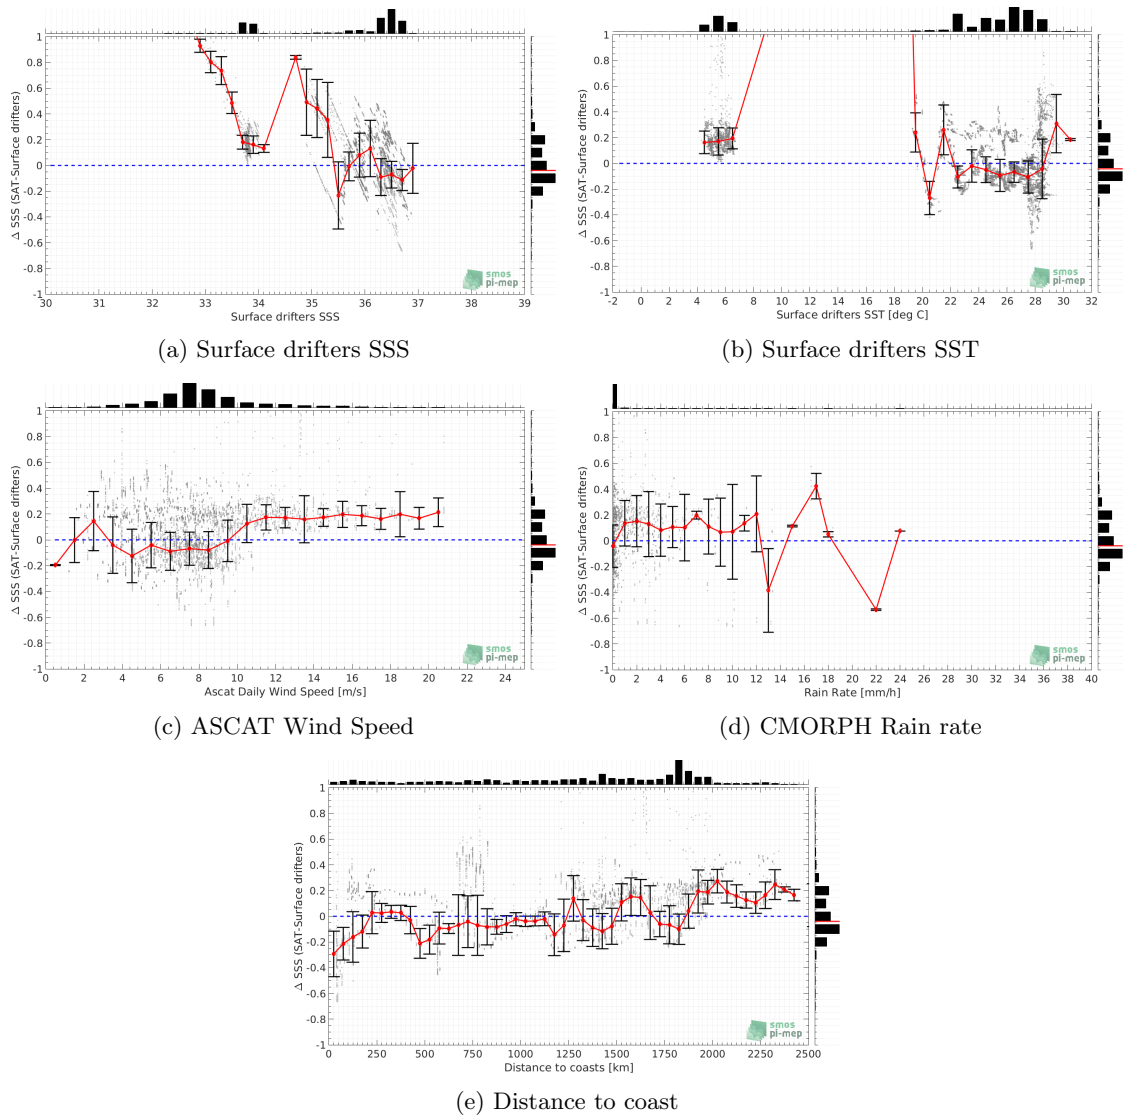 1
0.8
0.6
0.4
0.2
0
-0.2
-0.4
-0.6
-0.8
-1
Δ SSS (SAT-Surface drifters)
30 31 32 33 34 35 36 37 38 39
Surface drifters SSS
smos
pi-mep
(a) Surface drifters SSS
1
0.8
0.6
0.4
0.2
0
-0.2
-0.4
-0.6
-0.8
-1
Δ SSS (SAT-Surface drifters)
-2 0 2 4 6 8 10 12 14 16 18 20 22 24 26 28 30 32
Surface drifters SST [deg C]
smos
pi-mep
(b) Surface drifters SST
1
0.8
0.6
0.4
0.2
0
-0.2
-0.4
-0.6
-0.8
-1
Δ SSS (SAT-Surface drifters)
0 2 4 6 8 10 12 14 16 18 20 22 24
Ascat Daily Wind Speed [m/s]
smos
pi-mep
(c) ASCAT Wind Speed
1
0.8
0.6
0.4
0.2
0
-0.2
-0.4
-0.6
-0.8
-1
Δ SSS (SAT-Surface drifters)
0 2 4 6 8 10 12 14 16 18 20 22 24 26 28 30 32 34 36 38 40
Rain Rate [mm/h]
smos
pi-mep
(d) CMORPH Rain rate
1
0.8
0.6
0.4
0.2
0
-0.2
-0.4
-0.6
-0.8
-1
Δ SSS (SAT-Surface drifters)
0 250 500 750 1000 1250 1500 1750 2000 2250 2500
Distance to coasts [km]
smos
pi-mep
(e) Distance to coast